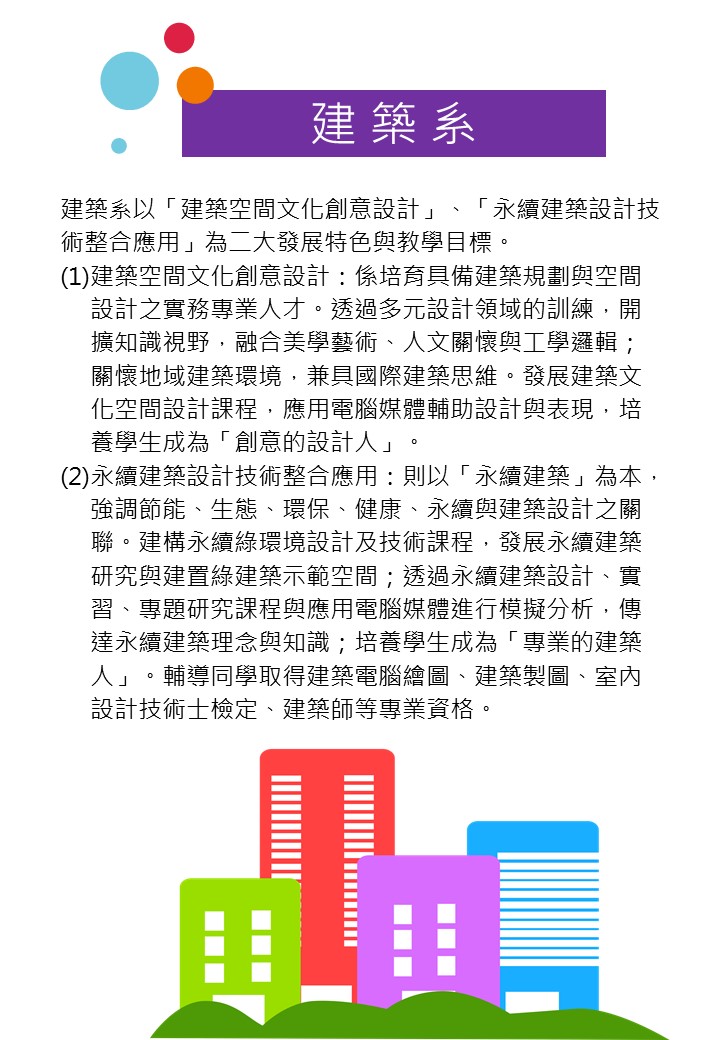 建築系
建築系以「建築空間文化創意設計」、「永續建築設計技
術整合應用」為二大發展特色與教學目標。
(1)建築空間文化創意設計：係培育具備建築規劃與空間
設計之實務專業人才。透過多元設計領域的訓練，開
擴知識視野，融合美學藝術、人文關懷與工學邏輯；
關懷地域建築環境，兼具國際建築思維。發展建築文
化空間設計課程，應用電腦媒體輔助設計與表現，培
養學生成為「創意的設計人」。
(2)永續建築設計技術整合應用：則以「永續建築」為本，
強調節能、生態、環保、健康、永續與建築設計之關
聯。建構永續綠環境設計及技術課程，發展永續建築
研究與建置綠建築示範空間；透過永續建築設計、實
習、專題研究課程與應用電腦媒體進行模擬分析，傳
達永續建築理念與知識；培養學生成為「專業的建築
人」。輔導同學取得建築電腦繪圖、建築製圖、室內
設計技術士檢定、建築師等專業資格。